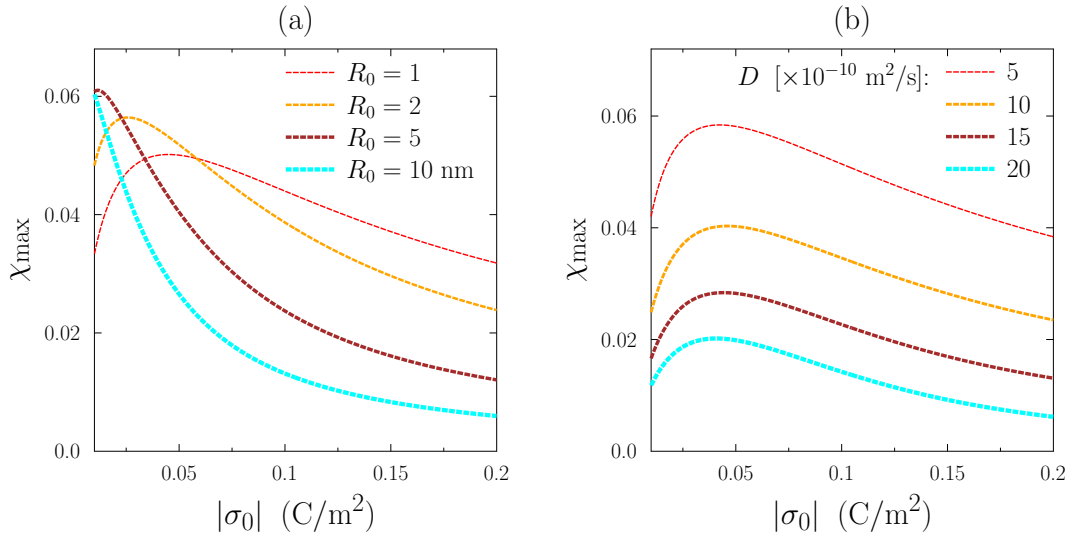 (a)
χmax
0.06
0.04
0.02
0.0
R₀ = 1
R₀ = 2
R₀ = 5
R₀ = 10 nm
0.05 0.1 0.15 0.2
|σ₀| (C/m²)
(b)
χmax
0.06
0.04
0.02
0.0
D [×10⁻¹⁰ m²/s]: 5
10
15
20
0.05 0.1 0.15 0.2
|σ₀| (C/m²)